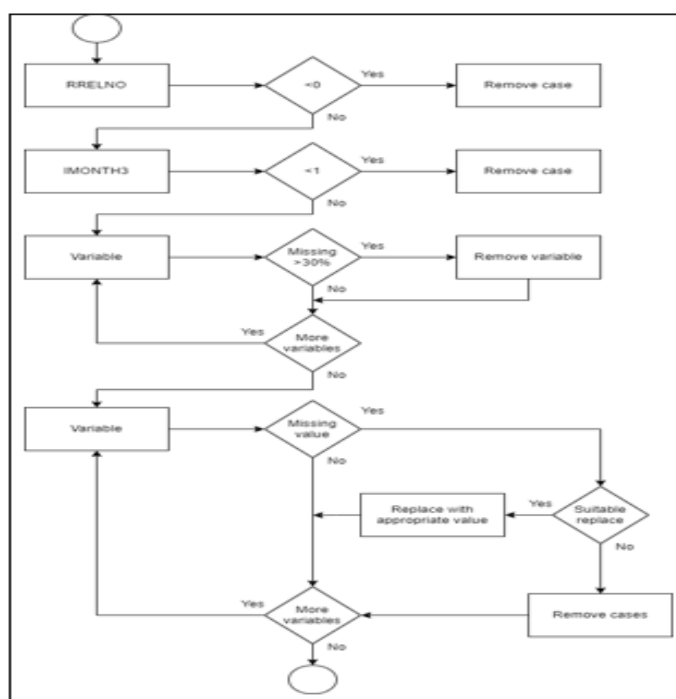 Yes
RRELNO
<0
Remove case
No
Yes
IMONTH3
<1
Remove case
No
Variable
Missing
>30%
Yes
Remove variable
No
Yes
More
variables
No
Variable
Missing
value
Yes
No
Replace with
appropriate value
Yes
Suitable
replace
No
Yes
More
variables
Remove cases
No